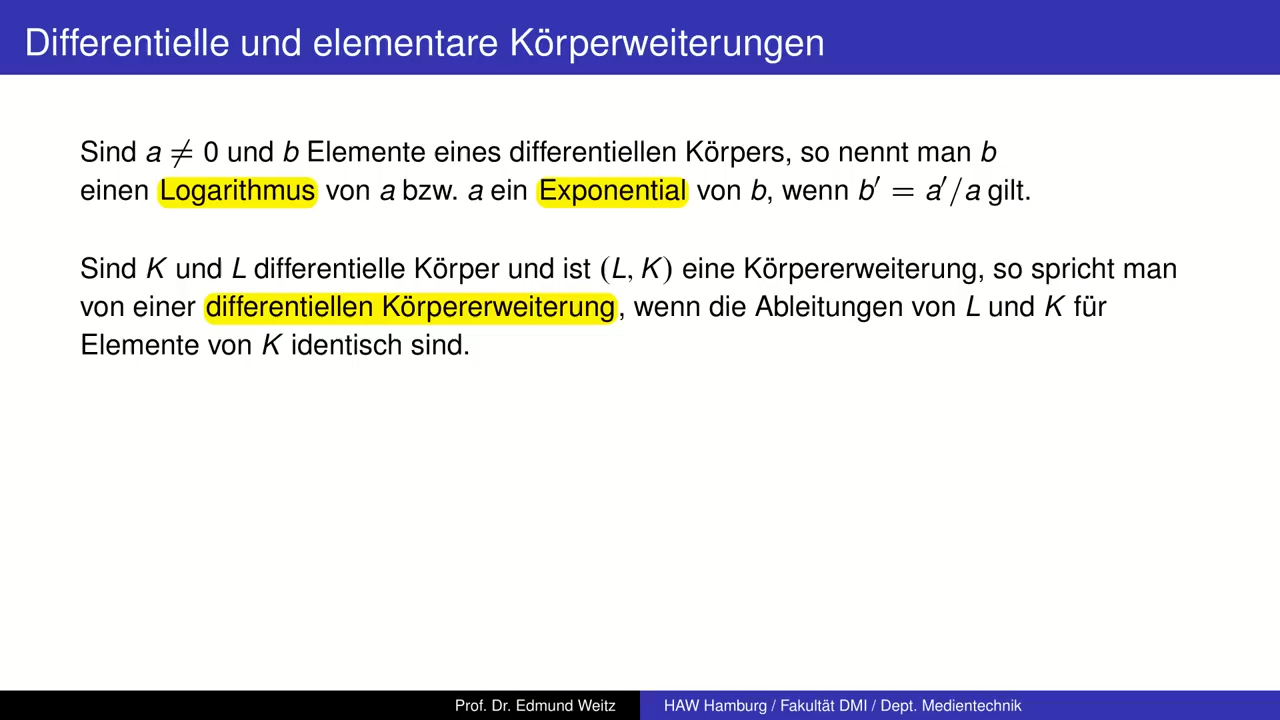 Differentielle und elementare Körperweiterungen
Sind a ≠ 0 und b Elemente eines differentiellen Körpers, so nennt man b
einen Logarithmus von a bzw. a ein Exponential von b, wenn b′ = a′/a gilt.
Sind K und L differentielle Körper und ist (L, K) eine Körpererweiterung, so spricht man
von einer differentiellen Körpererweiterung, wenn die Ableitungen von L und K für
Elemente von K identisch sind.
Prof. Dr. Edmund Weitz
HAW Hamburg / Fakultät DMI / Dept. Medientechnik